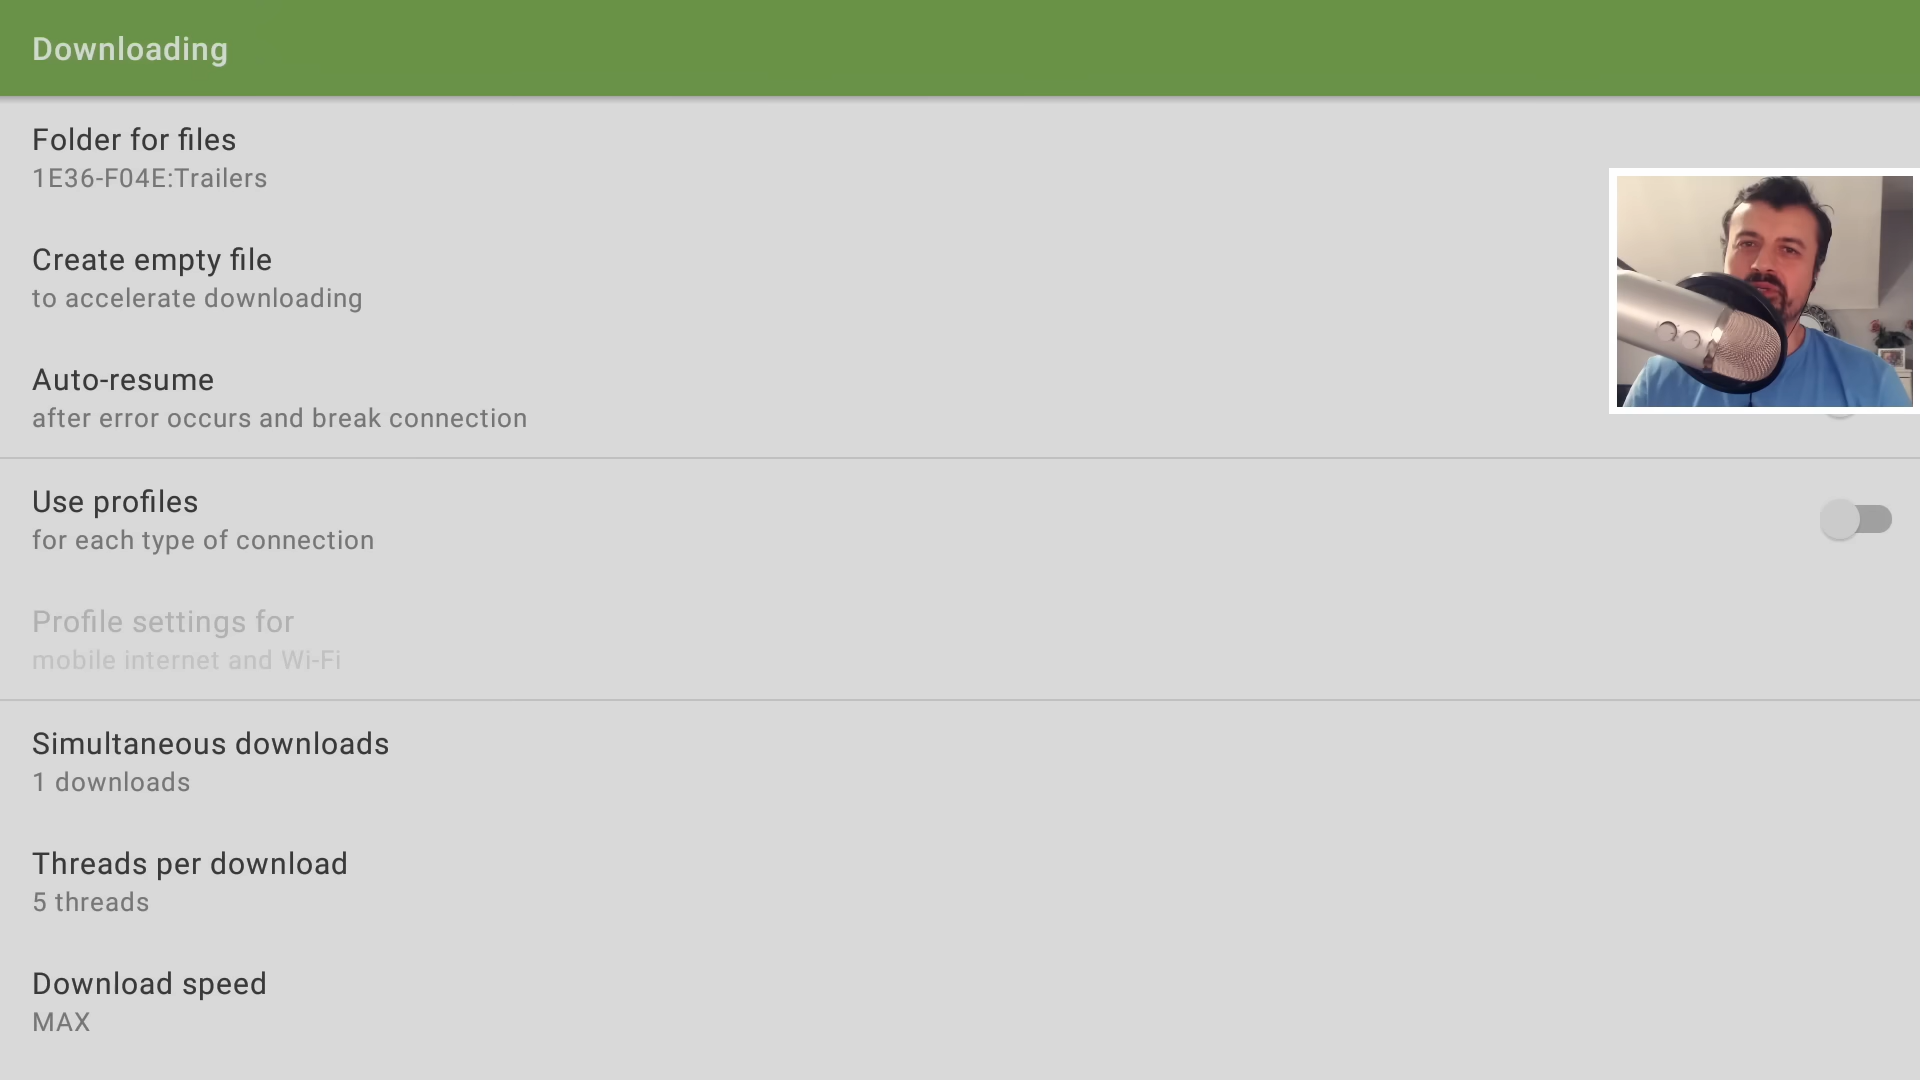 Downloading
Folder for files
1E36-F04E:Trailers
Create empty file
to accelerate downloading
Auto-resume
after error occurs and break connection
Use profiles
for each type of connection
Profile settings for
mobile internet and Wi-Fi
Simultaneous downloads
1 downloads
Threads per download
5 threads
Download speed
MAX